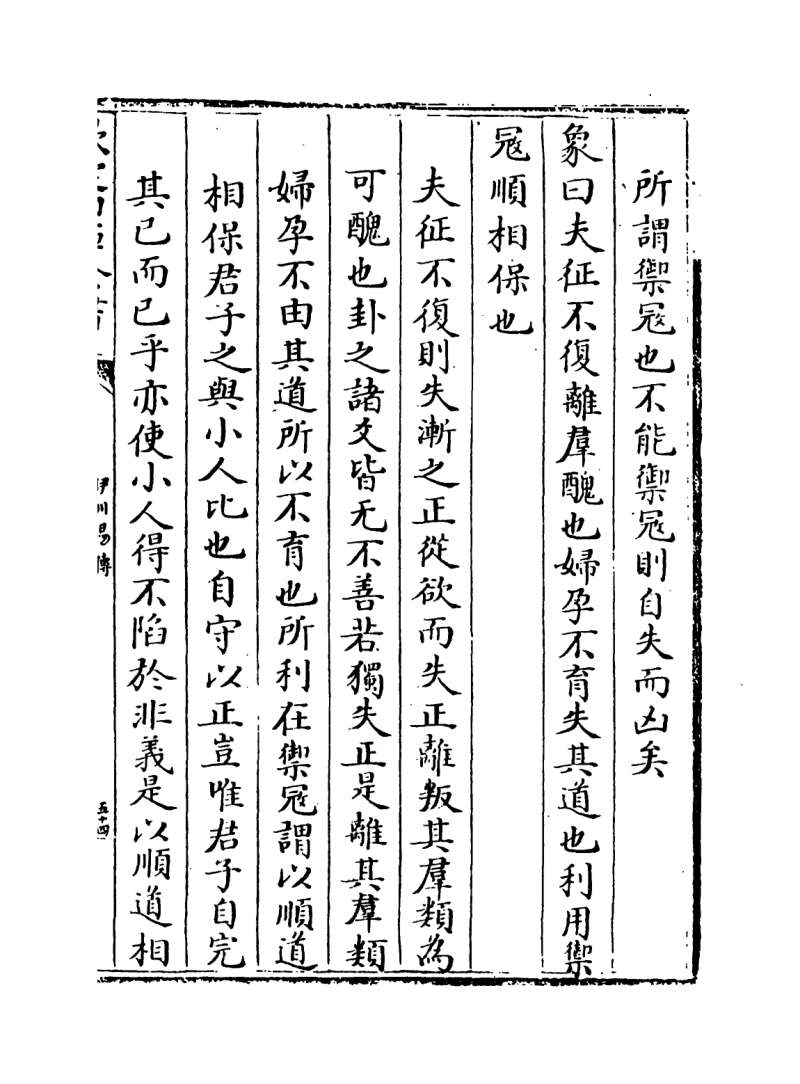 所謂禦寇也不能禦寇則自失而凶矣
象曰夫征不復離羣醜也婦孕不育失其道也利用禦
寇順相保也
夫征不復則失漸之正從欲而失正離叛其羣類為
可醜也卦之諸爻皆无不善若獨失正是離其羣類
婦孕不由其道所以不育也所利在禦寇謂以順道
相保君子之與小人比也自守以正豈唯君子自完
其已而已乎亦使小人得不陷於非義是以順道相
伊川易傳
五十四